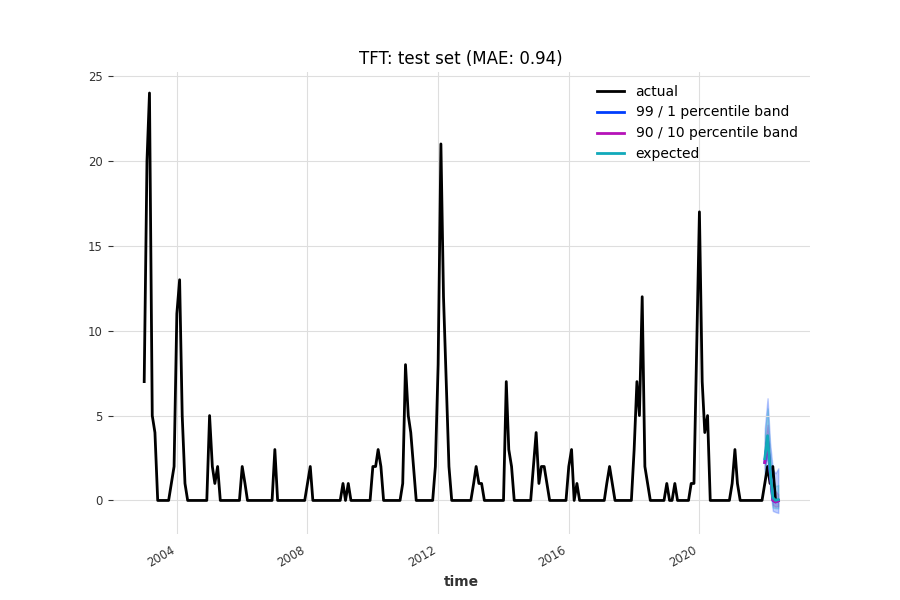 TFT: test set (MAE: 0.94)
25
20
15
10
5
0
actual
99 / 1 percentile band
90 / 10 percentile band
expected
2004
2008
2012
2016
2020
time